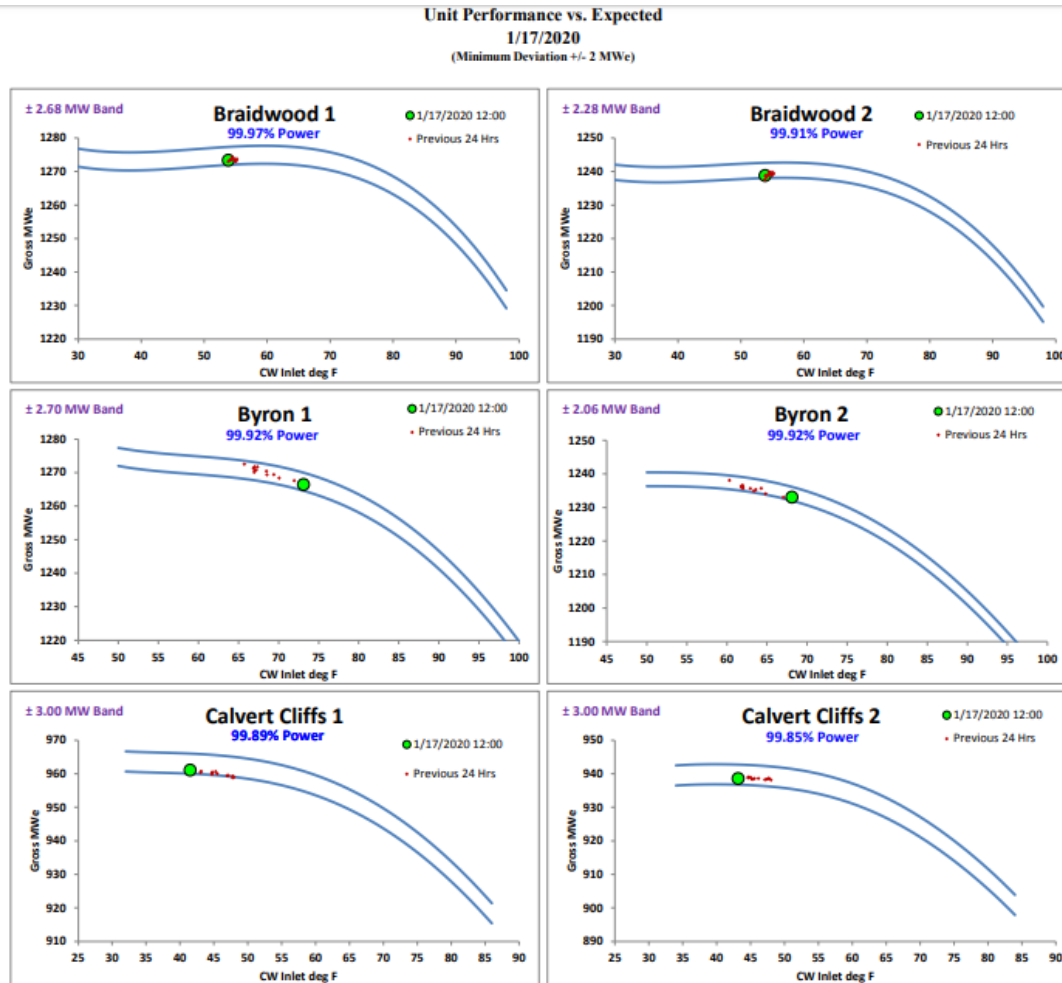 Unit Performance vs. Expected
1/17/2020
(Minimum Deviation +/- 2 MWe)
± 2.68 MW Band
Braidwood 1
99.97% Power
1/17/2020 12:00
Previous 24 Hrs
Gross MWe
1280
1270
1260
1250
1240
1230
1220
30 40 50 60 70 80 90 100
CW Inlet deg F
± 2.28 MW Band
Braidwood 2
99.91% Power
1/17/2020 12:00
Previous 24 Hrs
Gross MWe
1250
1240
1230
1220
1210
1200
1190
30 40 50 60 70 80 90 100
CW Inlet deg F
± 2.70 MW Band
Byron 1
99.92% Power
1/17/2020 12:00
Previous 24 Hrs
Gross MWe
1280
1270
1260
1250
1240
1230
1220
45 50 55 60 65 70 75 80 85 90 95 100
CW Inlet deg F
± 2.06 MW Band
Byron 2
99.92% Power
1/17/2020 12:00
Previous 24 Hrs
Gross MWe
1250
1240
1230
1220
1210
1200
1190
45 50 55 60 65 70 75 80 85 90 95 100
CW Inlet deg F
± 3.00 MW Band
Calvert Cliffs 1
99.89% Power
1/17/2020 12:00
Previous 24 Hrs
Gross MWe
970
960
950
940
930
920
910
25 30 35 40 45 50 55 60 65 70 75 80 85 90
CW Inlet deg F
± 3.00 MW Band
Calvert Cliffs 2
99.85% Power
1/17/2020 12:00
Previous 24 Hrs
Gross MWe
950
940
930
920
910
900
890
25 30 35 40 45 50 55 60 65 70 75 80 85 90
CW Inlet deg F